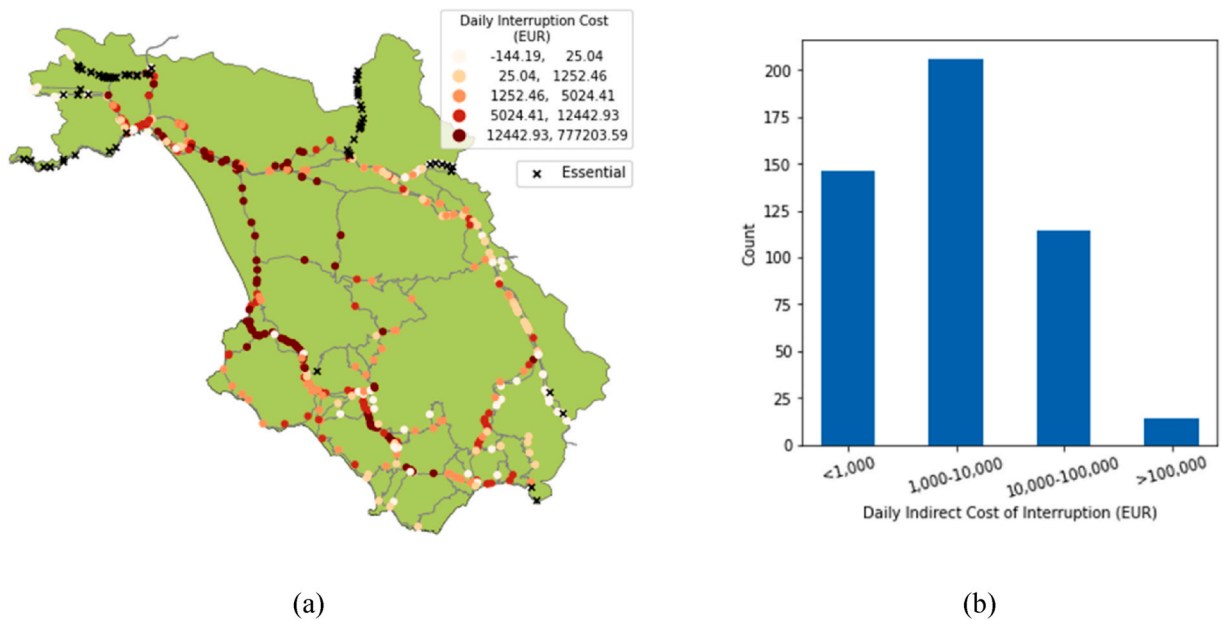 Daily Interruption Cost
(EUR)
-144.19, 25.04
25.04, 1252.46
1252.46, 5024.41
5024.41, 12442.93
12442.93, 777203.59
Essential
(a)
200
175
150
125
100
75
50
25
0
Count
<1,000
1,000-10,000
10,000-100,000
>100,000
Daily Indirect Cost of Interruption (EUR)
(b)